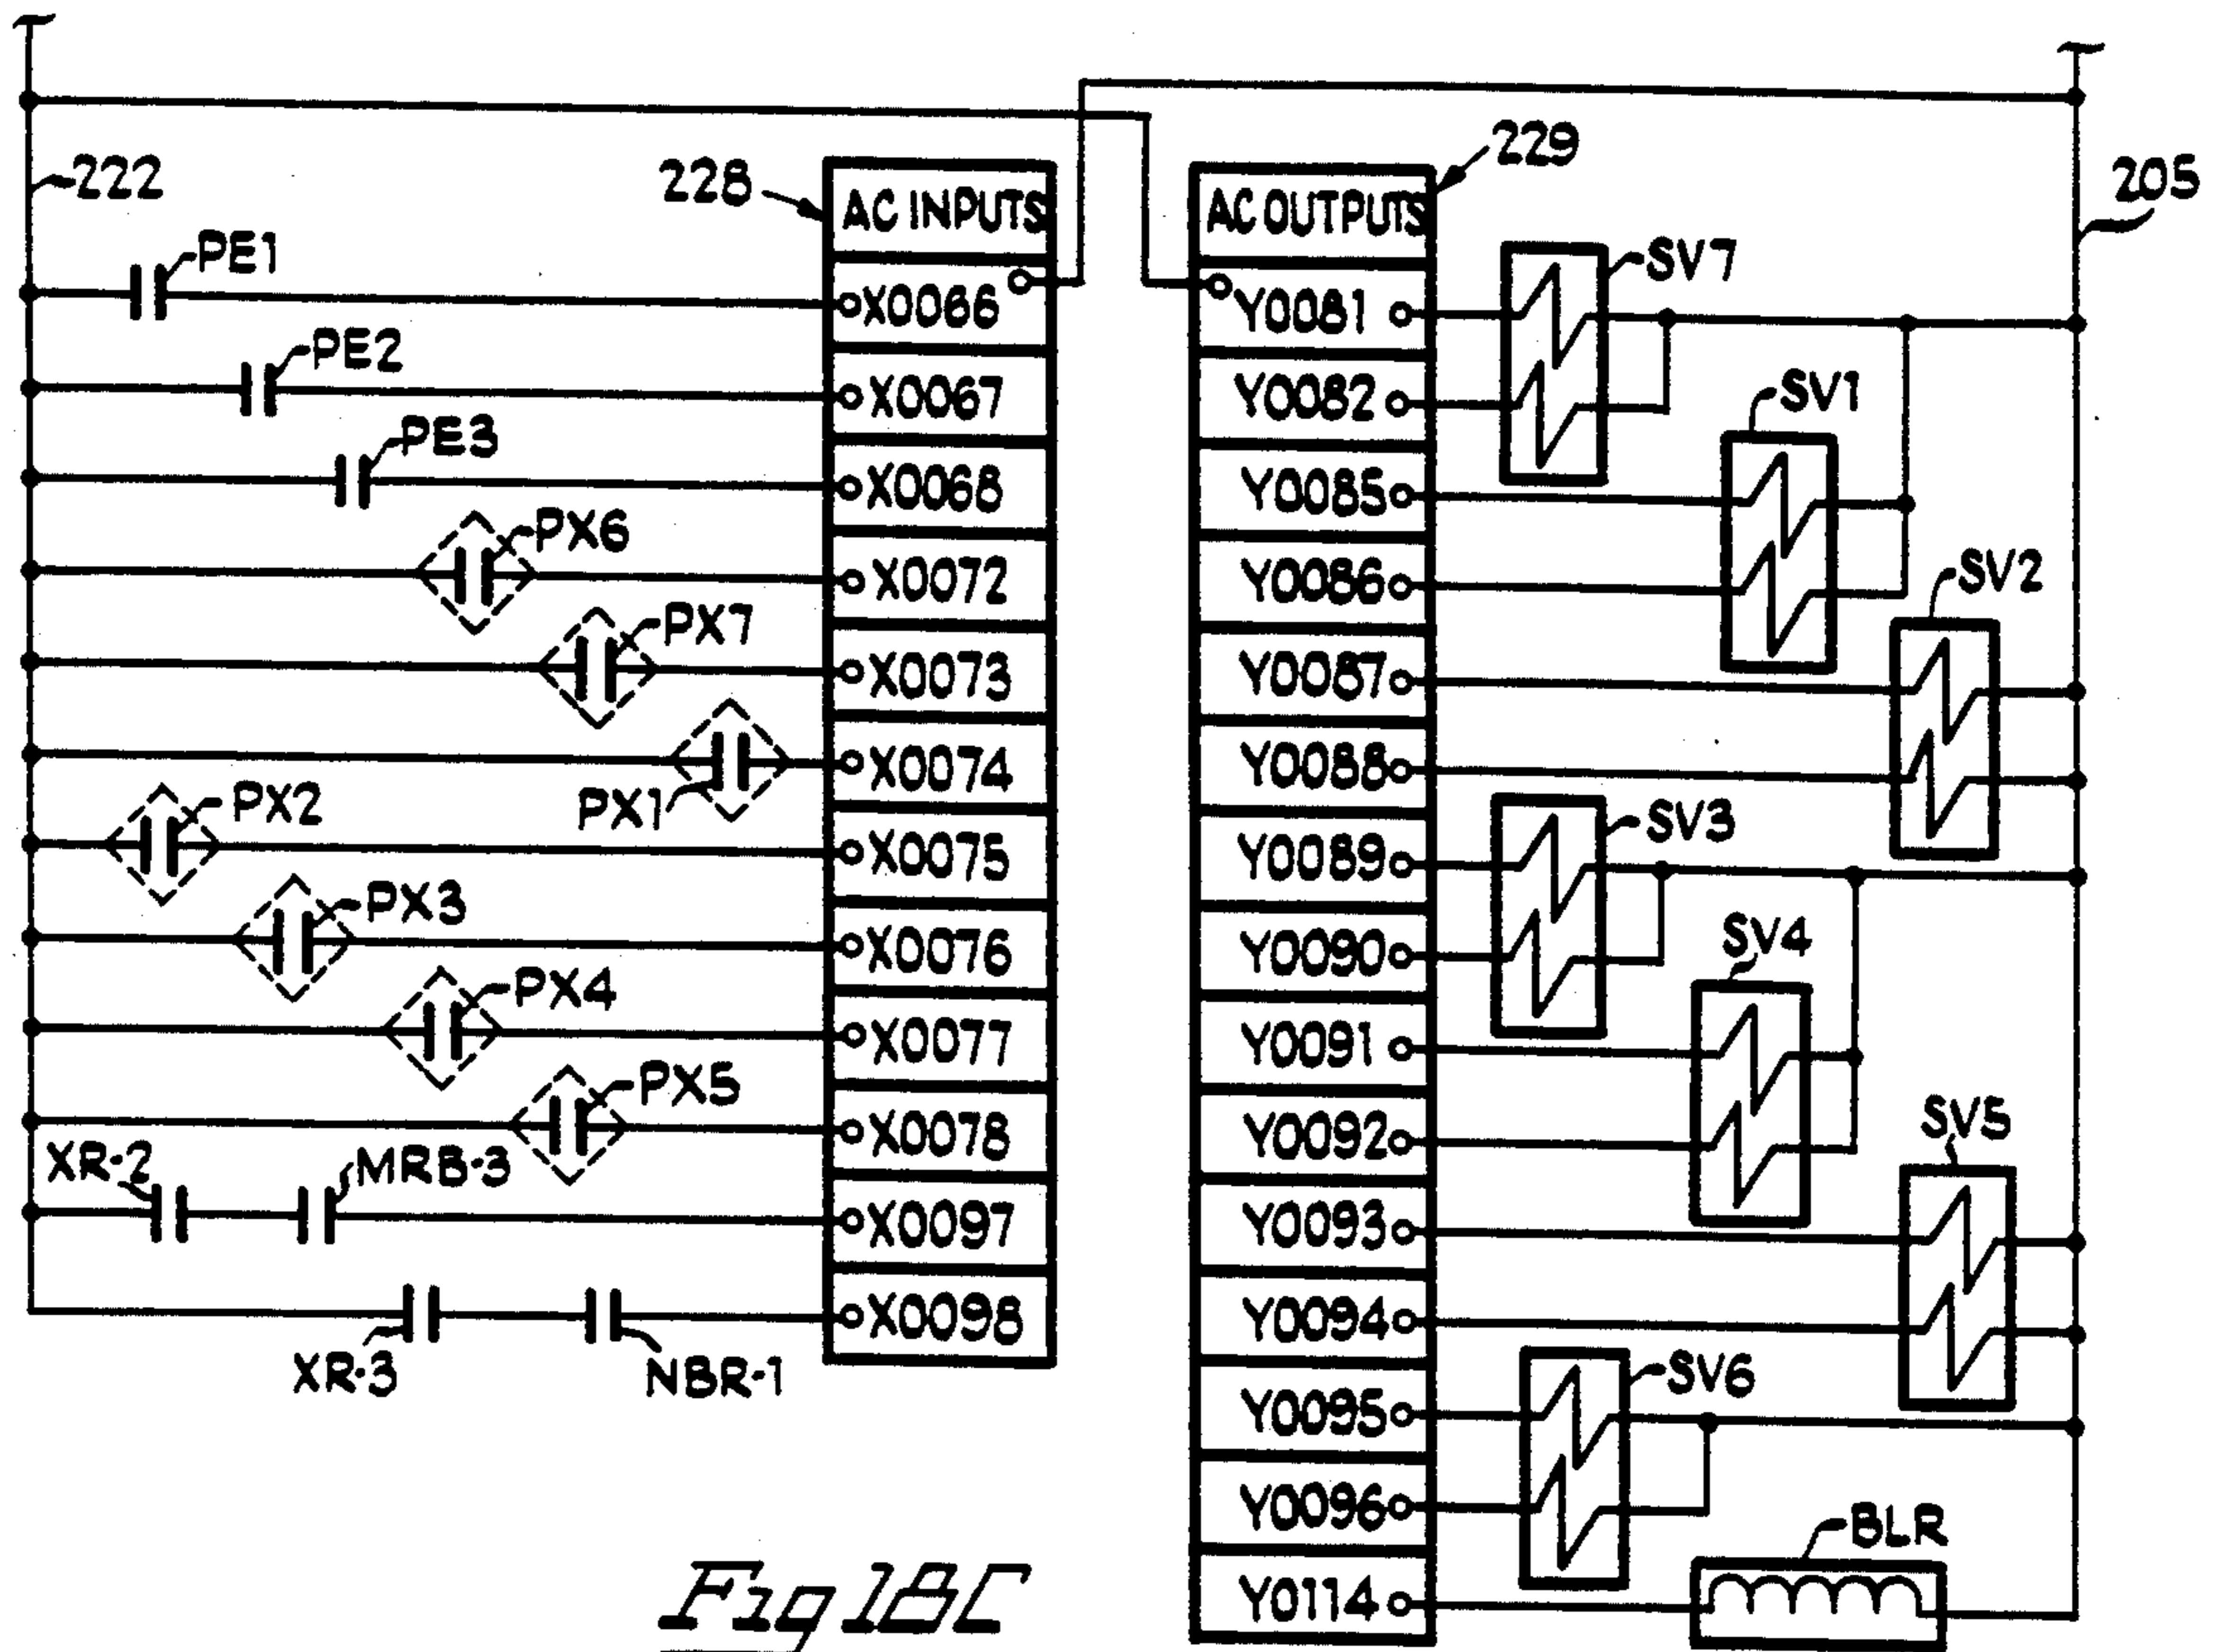 222
228
229
205
AC INPUTS
AC OUTPUTS
PE1
X0066
Y0081
SV7
PE2
X0067
Y0082
SV1
PE3
X0068
Y0085
PX6
X0072
Y0086
SV2
PX7
X0073
Y0087
PX1
X0074
Y0088
PX2
X0075
Y0089
SV3
PX3
X0076
Y0090
SV4
PX4
X0077
Y0091
PX5
X0078
Y0092
SV5
XR-2
MRB-3
X0097
Y0093
XR-3
NBR-1
X0098
Y0094
Y0095
SV6
Y0096
BLR
Y0114
Fig 18C